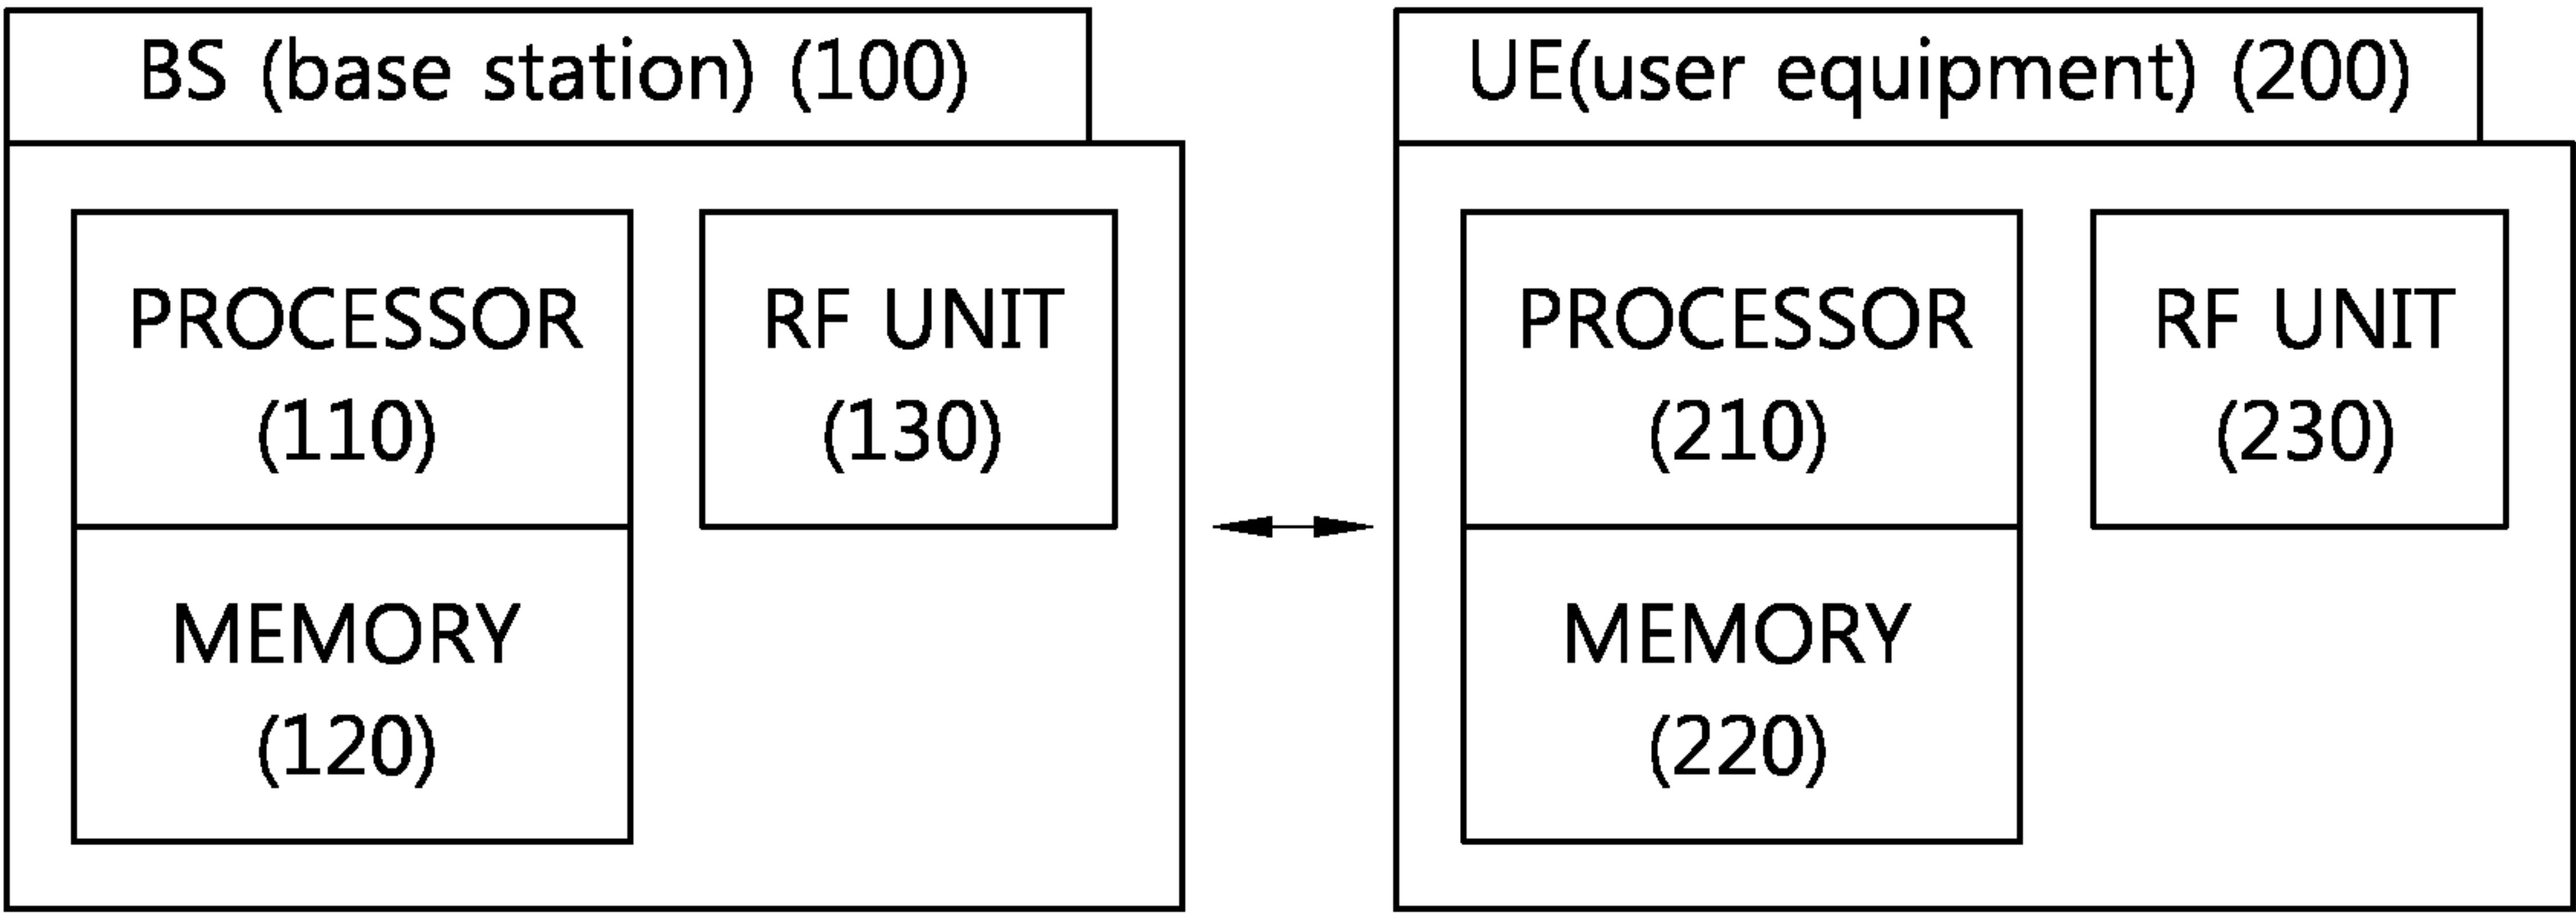 BS (base station) (100)
PROCESSOR
(110)
RF UNIT
(130)
MEMORY
(120)
UE(user equipment) (200)
PROCESSOR
(210)
RF UNIT
(230)
MEMORY
(220)